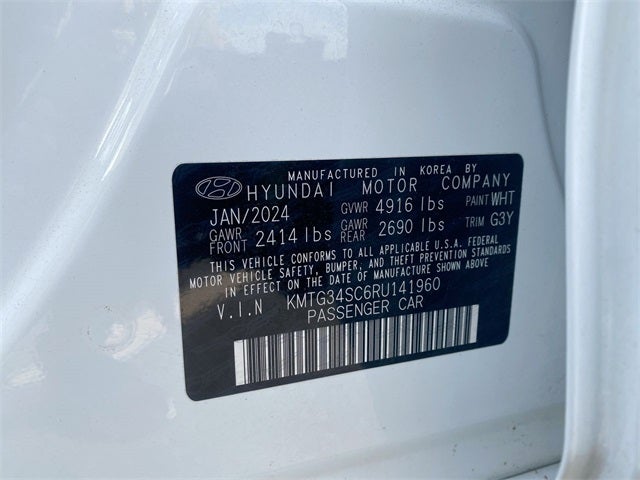 MANUFACTURED IN KOREA BY
HYUNDAI MOTOR COMPANY
JAN/2024 GVWR 4916 lbs PAINT WHT
GAWR FRONT 2414 lbs GAWR REAR 2690 lbs TRIM G3Y
THIS VEHICLE CONFORMS TO ALL APPLICABLE U.S.A. FEDERAL
MOTOR VEHICLE SAFETY, BUMPER, AND THEFT PREVENTION STANDARDS
IN EFFECT ON THE DATE OF MANUFACTURE SHOWN ABOVE.
V.I.N KMTG34SC6RU141960
PASSENGER CAR